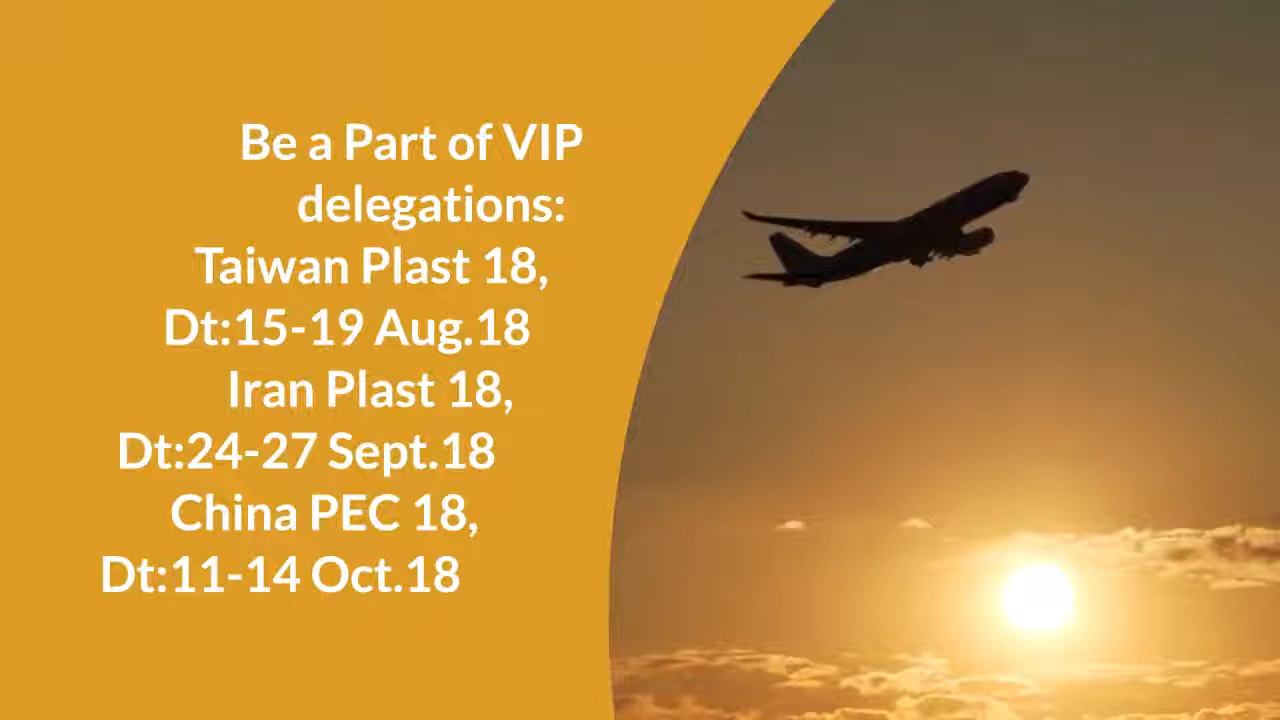 Be a Part of VIP
delegations:
Taiwan Plast 18,
Dt:15-19 Aug.18
Iran Plast 18,
Dt:24-27 Sept.18
China PEC 18,
Dt:11-14 Oct.18